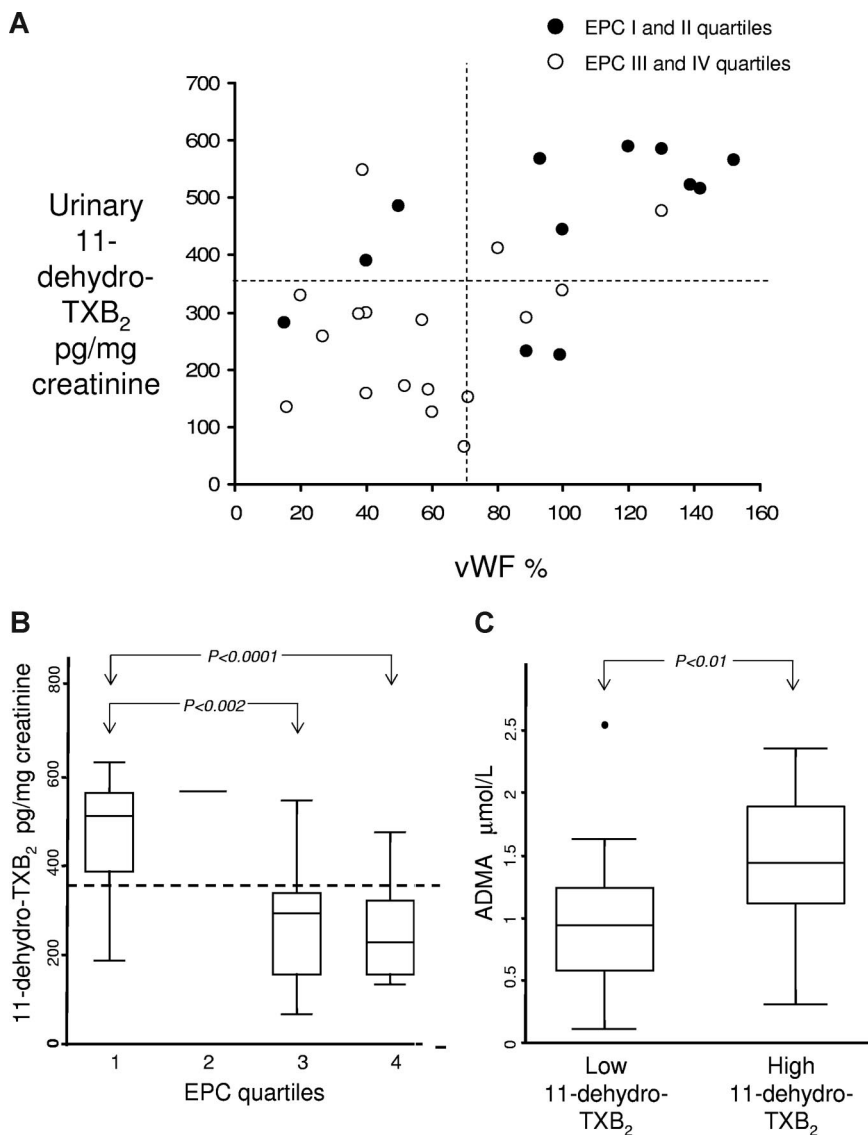 A
EPC I and II quartiles
EPC III and IV quartiles
700
600
500
400
300
200
100
0
Urinary
11-
dehydro-
TXB2
pg/mg
creatinine
0 20 40 60 80 100 120 140 160
vWF %
B
P<0.0001
P<0.002
800
600
400
200
0
11-dehydro-TXB2 pg/mg creatinine
1 2 3 4
EPC quartiles
C
P<0.01
2.5
2
1.5
1
0.5
0
ADMA μmol/L
Low
11-dehydro-
TXB2
High
11-dehydro-
TXB2